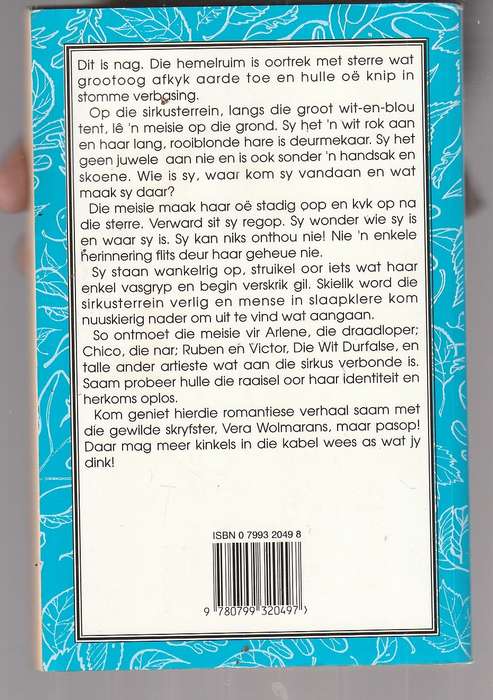 Dit is nag. Die hemelruim is oortrek met sterre wat
grootoog afkyk aarde toe en hulle oë knip in
stomme verbasing.
Op die sirkusterrein, langs die groot wit-en-blou
tent, lê 'n meisie op die grond. Sy het 'n wit rok aan
en haar lang, rooiblonde hare is deurmekaar. Sy het
geen juwele aan nie en is ook sonder 'n handsak en
skoene. Wie is sy, waar kom sy vandaan en wat
maak sy daar?
Die meisie maak haar oë stadig oop en kyk op na
die sterre. Verward sit sy regop. Sy wonder wie sy is
en waar sy is. Sy kan niks onthou nie! Nie 'n enkele
herinnering flits deur haar geheue nie.
Sy staan wankelrig op, struikel oor iets wat haar
enkel vasgryp en begin verskrik gil. Skielik word die
sirkusterrein verlig en mense in slaapklere kom
nuuskierig nader om uit te vind wat aangaan.
So ontmoet die meisie vir Arlene, die draadloper;
Chico, die nar; Ruben en Victor, Die Wit Durfalse, en
talle ander artieste wat aan die sirkus verbonde is.
Saam probeer hulle die raaisel oor haar identiteit en
herkoms oplos.
Kom geniet hierdie romantiese verhaal saam met
die gewilde skryfster, Vera Wolmarans, maar pasop!
Daar mag meer kinkels in die kabel wees as wat jy
dink!
ISBN 0 7993 2049 8
9 780799 320497 >